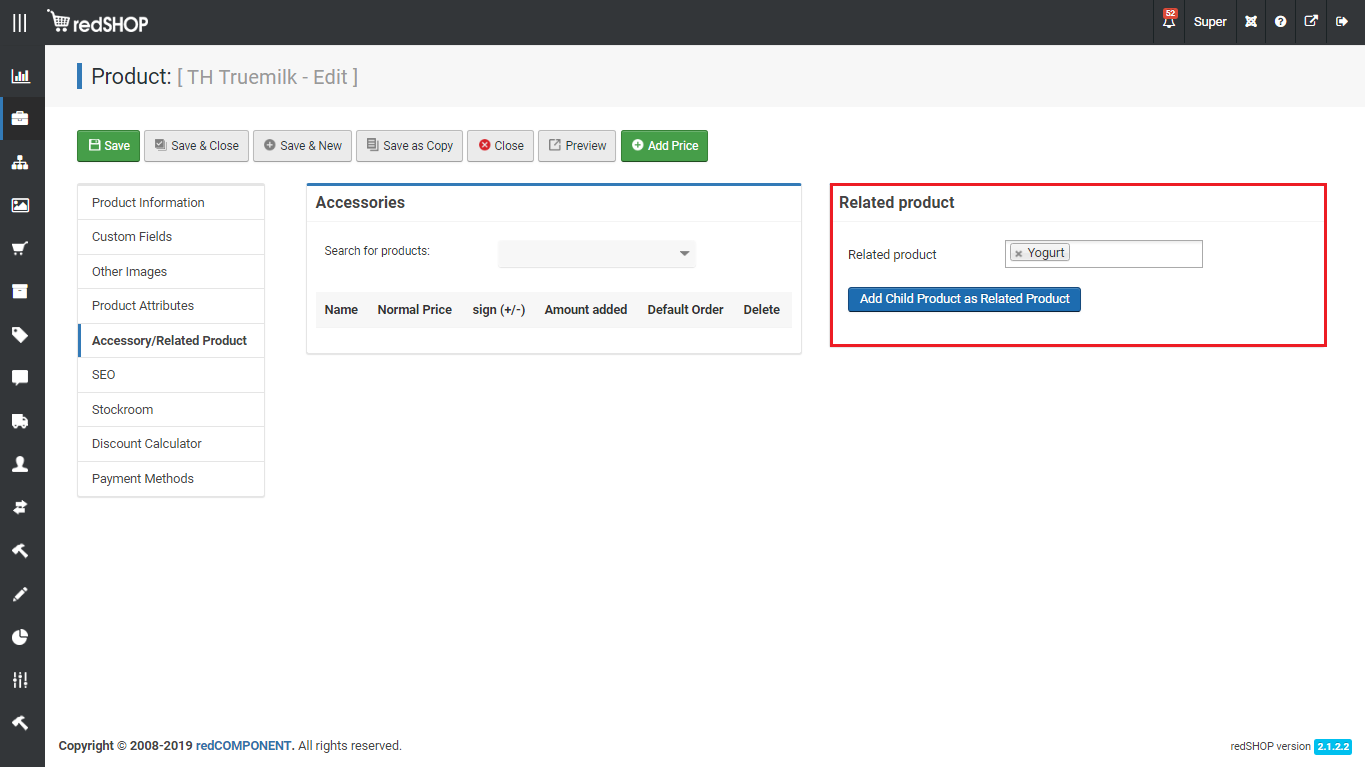 redSHOP
52
Super
Product: [ TH Truemilk - Edit ]
Save
Save & Close
Save & New
Save as Copy
Close
Preview
Add Price
Product Information
Custom Fields
Other Images
Product Attributes
Accessory/Related Product
SEO
Stockroom
Discount Calculator
Payment Methods
Accessories
Search for products:
Name Normal Price sign (+/-) Amount added Default Order Delete
Related product
Related product
Yogurt
Add Child Product as Related Product
Copyright © 2008-2019 redCOMPONENT. All rights reserved.
redSHOP version 2.1.2.2